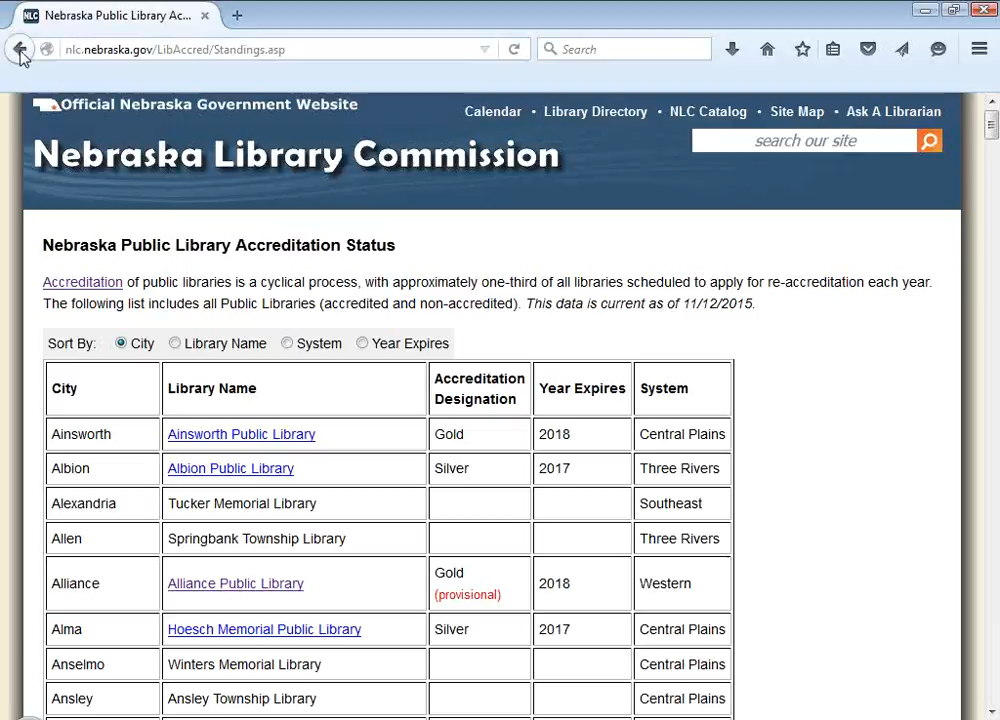 NLC Nebraska Public Library Ac... × +
nlc.nebraska.gov/LibAccred/Standings.asp Search
Official Nebraska Government Website
Calendar • Library Directory • NLC Catalog • Site Map • Ask A Librarian
Nebraska Library Commission
search our site
Nebraska Public Library Accreditation Status
Accreditation of public libraries is a cyclical process, with approximately one-third of all libraries scheduled to apply for re-accreditation each year.
The following list includes all Public Libraries (accredited and non-accredited). This data is current as of 11/12/2015.
Sort By: City Library Name System Year Expires
City Library Name Accreditation Designation Year Expires System
Ainsworth Ainsworth Public Library Gold 2018 Central Plains
Albion Albion Public Library Silver 2017 Three Rivers
Alexandria Tucker Memorial Library Southeast
Allen Springbank Township Library Three Rivers
Alliance Alliance Public Library Gold (provisional) 2018 Western
Alma Hoesch Memorial Public Library Silver 2017 Central Plains
Anselmo Winters Memorial Library Central Plains
Ansley Ansley Township Library Central Plains